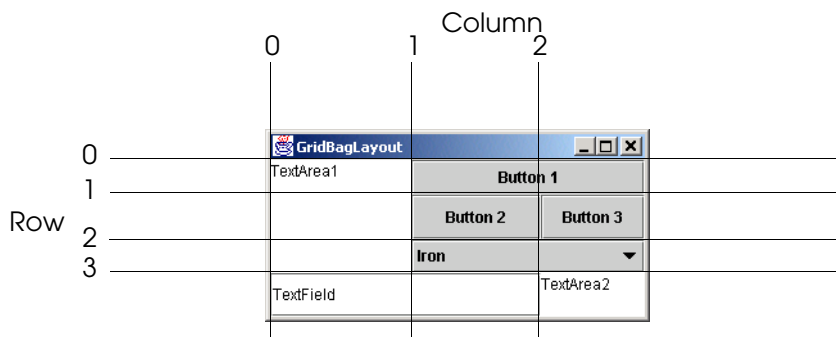 Column
0 1 2
GridBagLayout
0
TextArea1 Button 1
1
Row
Button 2 Button 3
2
Iron
3
TextField TextArea2